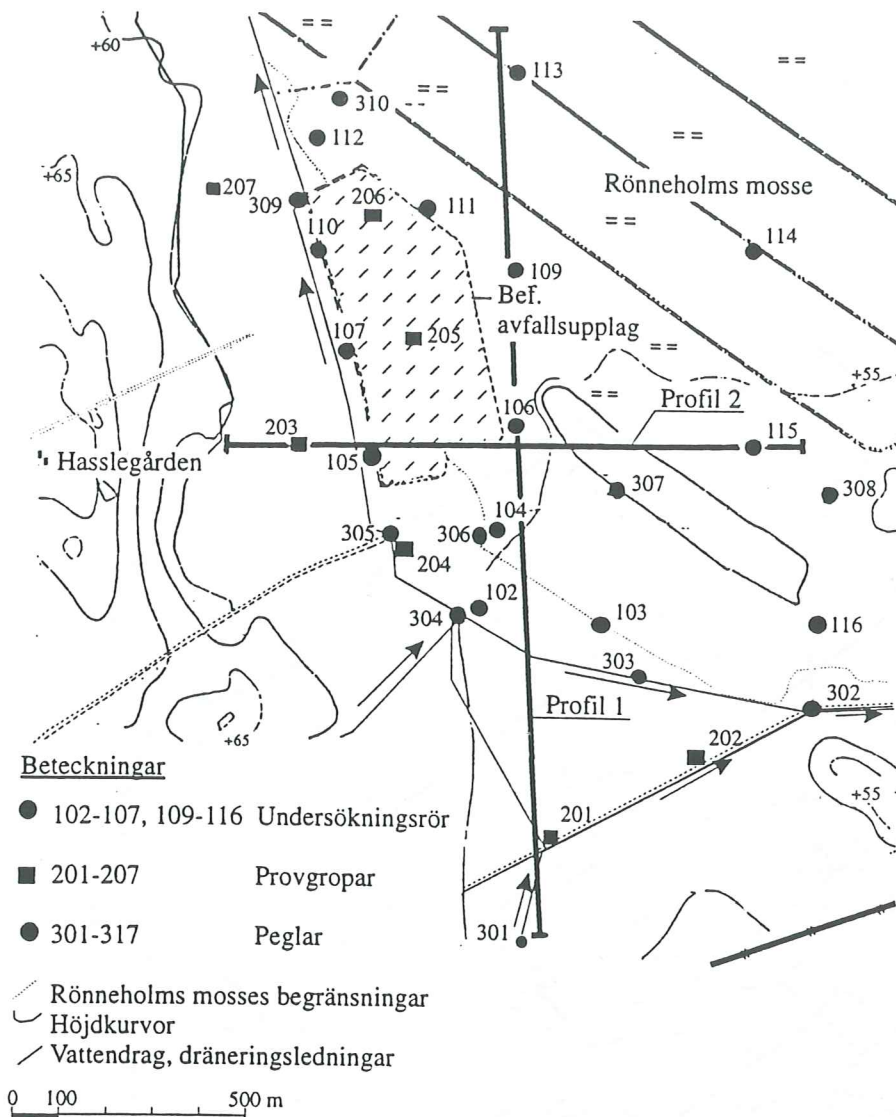 +60
113
310
112
+65
207
309
206
111
Rönneholms mosse
110
114
109
Bef.
avfallsupplag
107
205
+55
106
Profil 2
203
115
Hasslegården
105
307
308
104
305
306
204
102
304
103
116
303
302
Profil 1
+65
202
+55
201
301
Beteckningar
102-107, 109-116 Undersökningsrör
201-207 Provgropar
301-317 Peglar
Rönneholms mosses begränsningar
Höjdkurvor
Vattendrag, dräneringsledningar
0 100 500 m